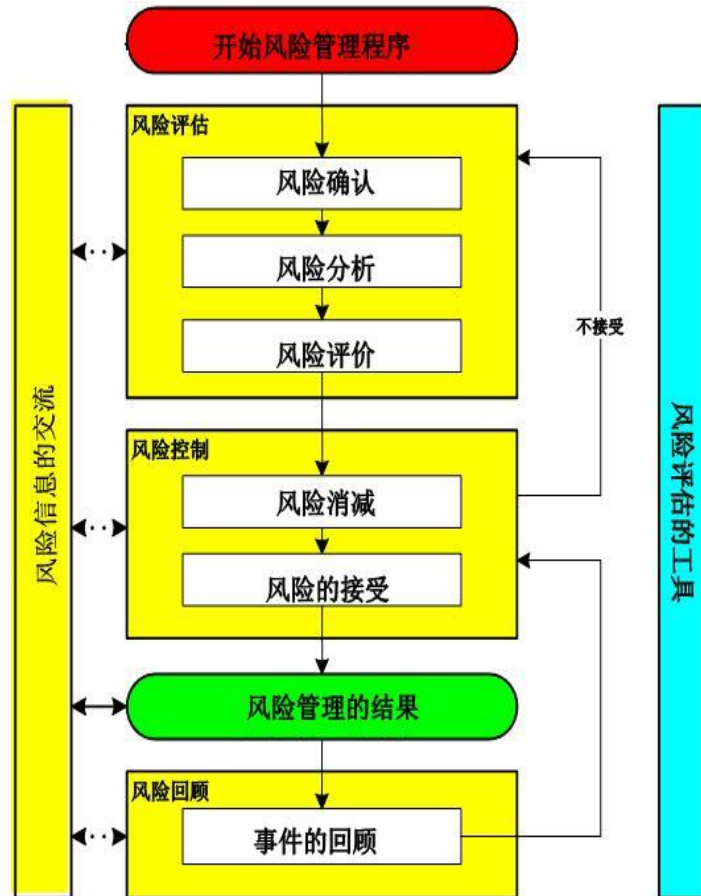 开始风险管理程序
风险评估
风险确认
风险分析
风险评价
不接受
风险控制
风险消减
风险的接受
风险管理的结果
风险回顾
事件的回顾
风险信息的交流
风险评估的工具